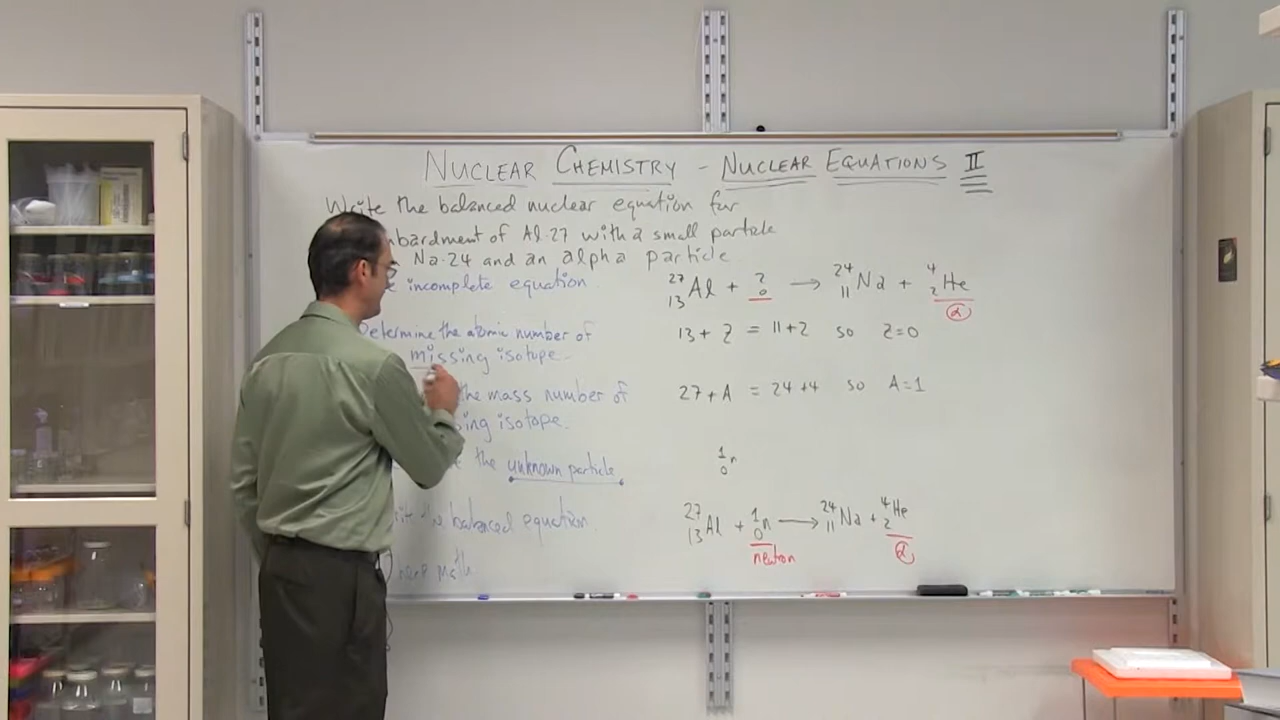 NUCLEAR CHEMISTRY - NUCLEAR EQUATIONS II
Write the balanced nuclear equation for
bardment of Al-27 with a small particle
Na-24 and an alpha particle
incomplete equation
27 13 Al + ? 0 → 24 11 Na + 4 2 He
α
Determine the atomic number of
missing isotope.
13 + Z = 11+2 so Z=0
the mass number of
ing isotope.
27 + A = 24+4 so A=1
the unknown particle.
1 0 n
balanced equation
27 13 Al + 1 0 n → 24 11 Na + 4 2 He
neutron α